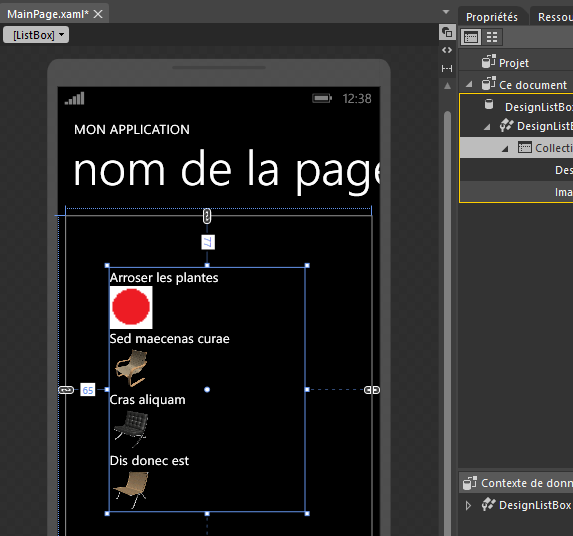 MainPage.xaml*
Propriétés
Ressou
[ListBox]
Projet
Ce document
DesignListBo
DesignListB
Collecti
Des
Ima
12:38
MON APPLICATION
nom de la page
77
Arroser les plantes
Sed maecenas curae
65
Cras aliquam
Dis donec est
Contexte de donn
DesignListBox